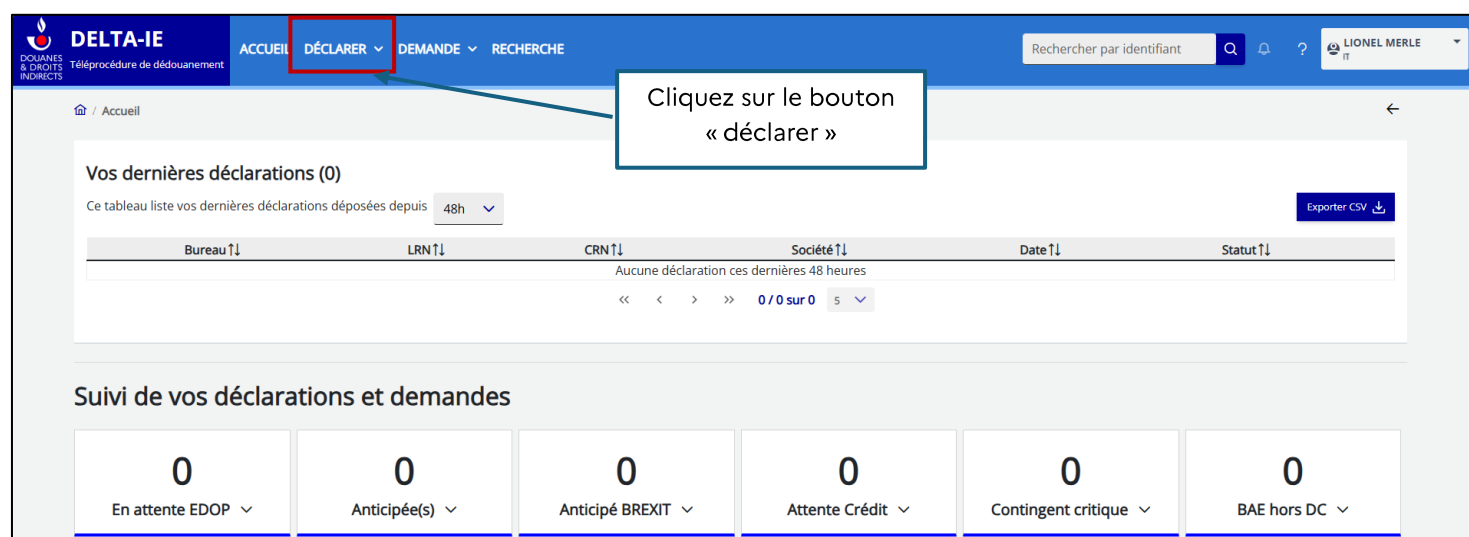 DOUANES
& DROITS
INDIRECTS
DELTA-IE
Téléprocédure de dédouanement
ACCUEIL DÉCLARER DEMANDE RECHERCHE
Rechercher par identifiant
?
LIONEL MERLE
IT
Cliquez sur le bouton
« déclarer »
/ Accueil
Vos dernières déclarations (0)
Ce tableau liste vos dernières déclarations déposées depuis 48h
Exporter CSV
Bureau LRN CRN Société Date Statut
Aucune déclaration ces dernières 48 heures
0 / 0 sur 0 5
Suivi de vos déclarations et demandes
0 0 0 0 0 0
En attente EDOP Anticipée(s) Anticipé BREXIT Attente Crédit Contingent critique BAE hors DC